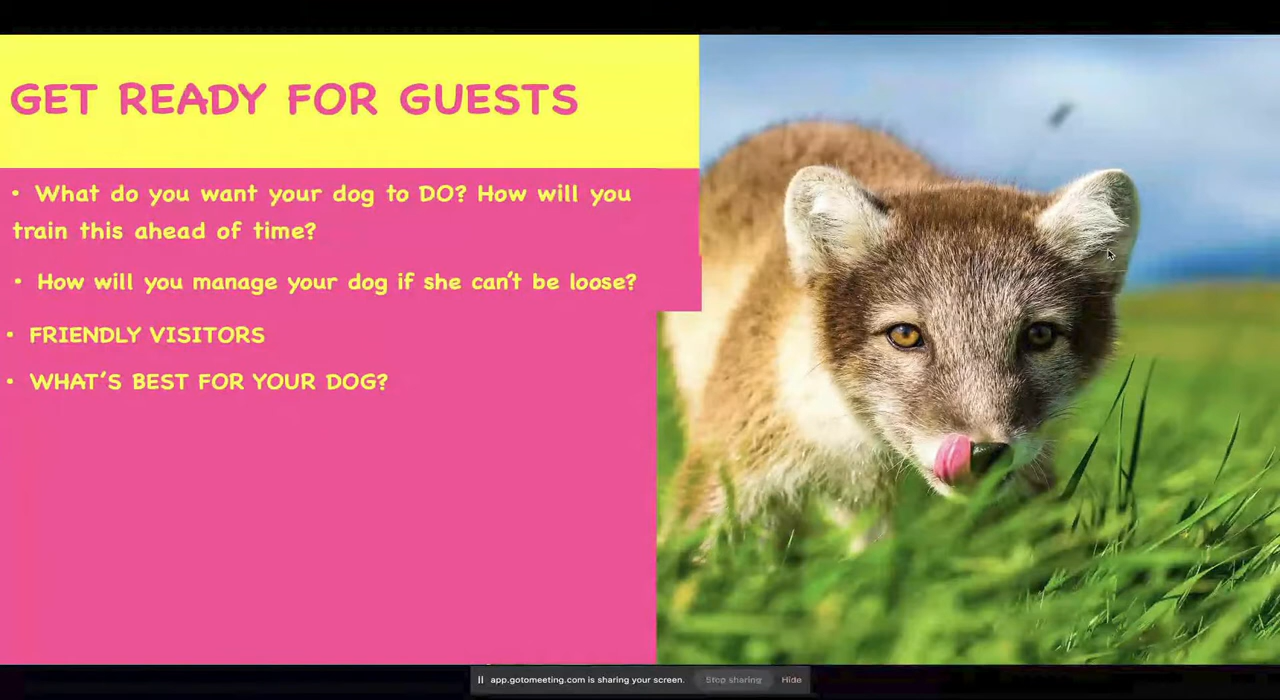 GET READY FOR GUESTS
• What do you want your dog to DO? How will you
train this ahead of time?
• How will you manage your dog if she can't be loose?
• FRIENDLY VISITORS
• WHAT'S BEST FOR YOUR DOG?
app.gotomeeting.com is sharing your screen. Stop sharing Hide